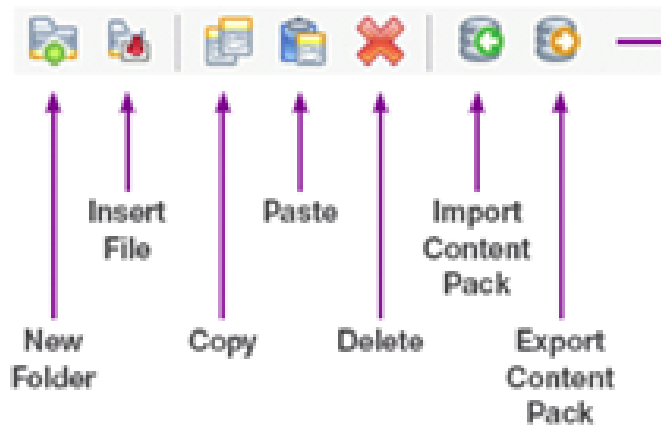 Insert
File
Paste
Import
Content
Pack
New
Folder
Copy
Delete
Export
Content
Pack